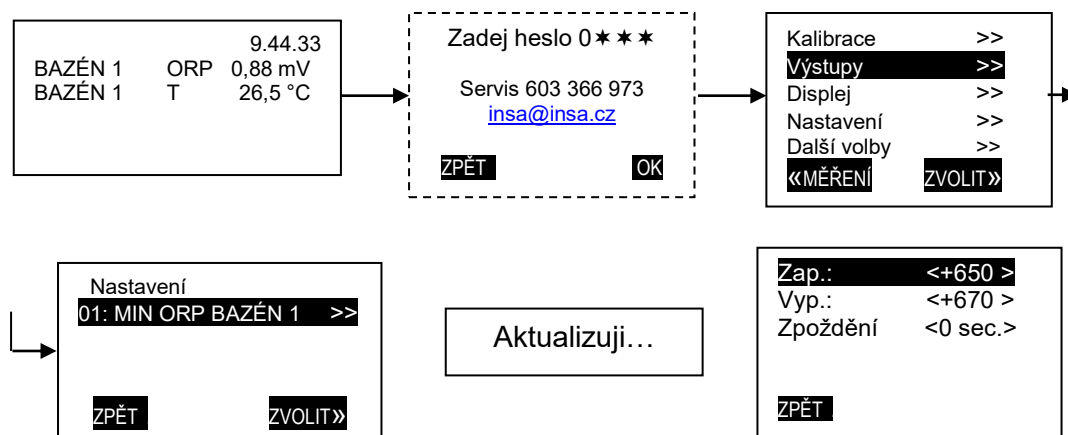 9.44.33
BAZÉN 1 ORP 0,88 mV
BAZÉN 1 T 26,5 °C
Zadej heslo 0✶✶✶
Servis 603 366 973
insa@insa.cz
ZPĚT OK
Kalibrace >>
Výstupy >>
Displej >>
Nastavení >>
Další volby >>
«MĚŘENÍ ZVOLIT»
Nastavení
01: MIN ORP BAZÉN 1 >>
ZPĚT ZVOLIT»
Aktualizuji…
Zap.: <+650 >
Vyp.: <+670 >
Zpoždění <0 sec.>
ZPĚT